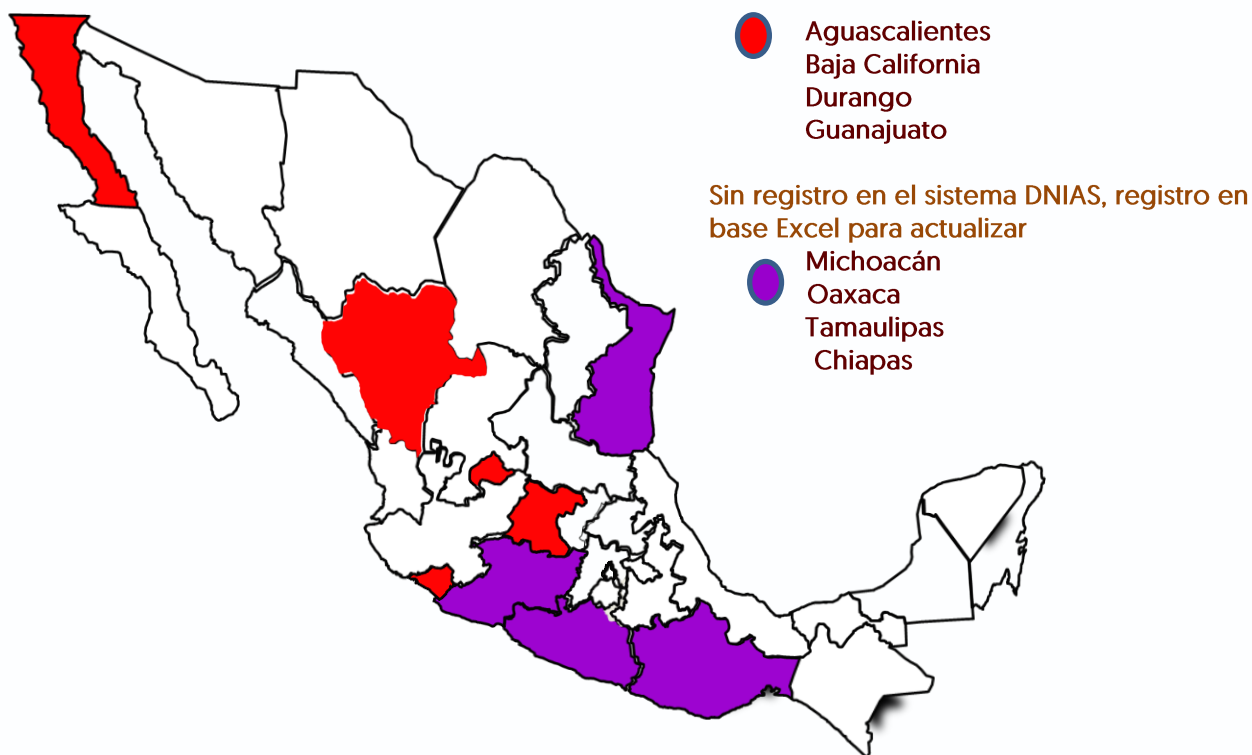 Aguascalientes
Baja California
Durango
Guanajuato
Sin registro en el sistema DNIAS, registro en
base Excel para actualizar
Michoacán
Oaxaca
Tamaulipas
Chiapas